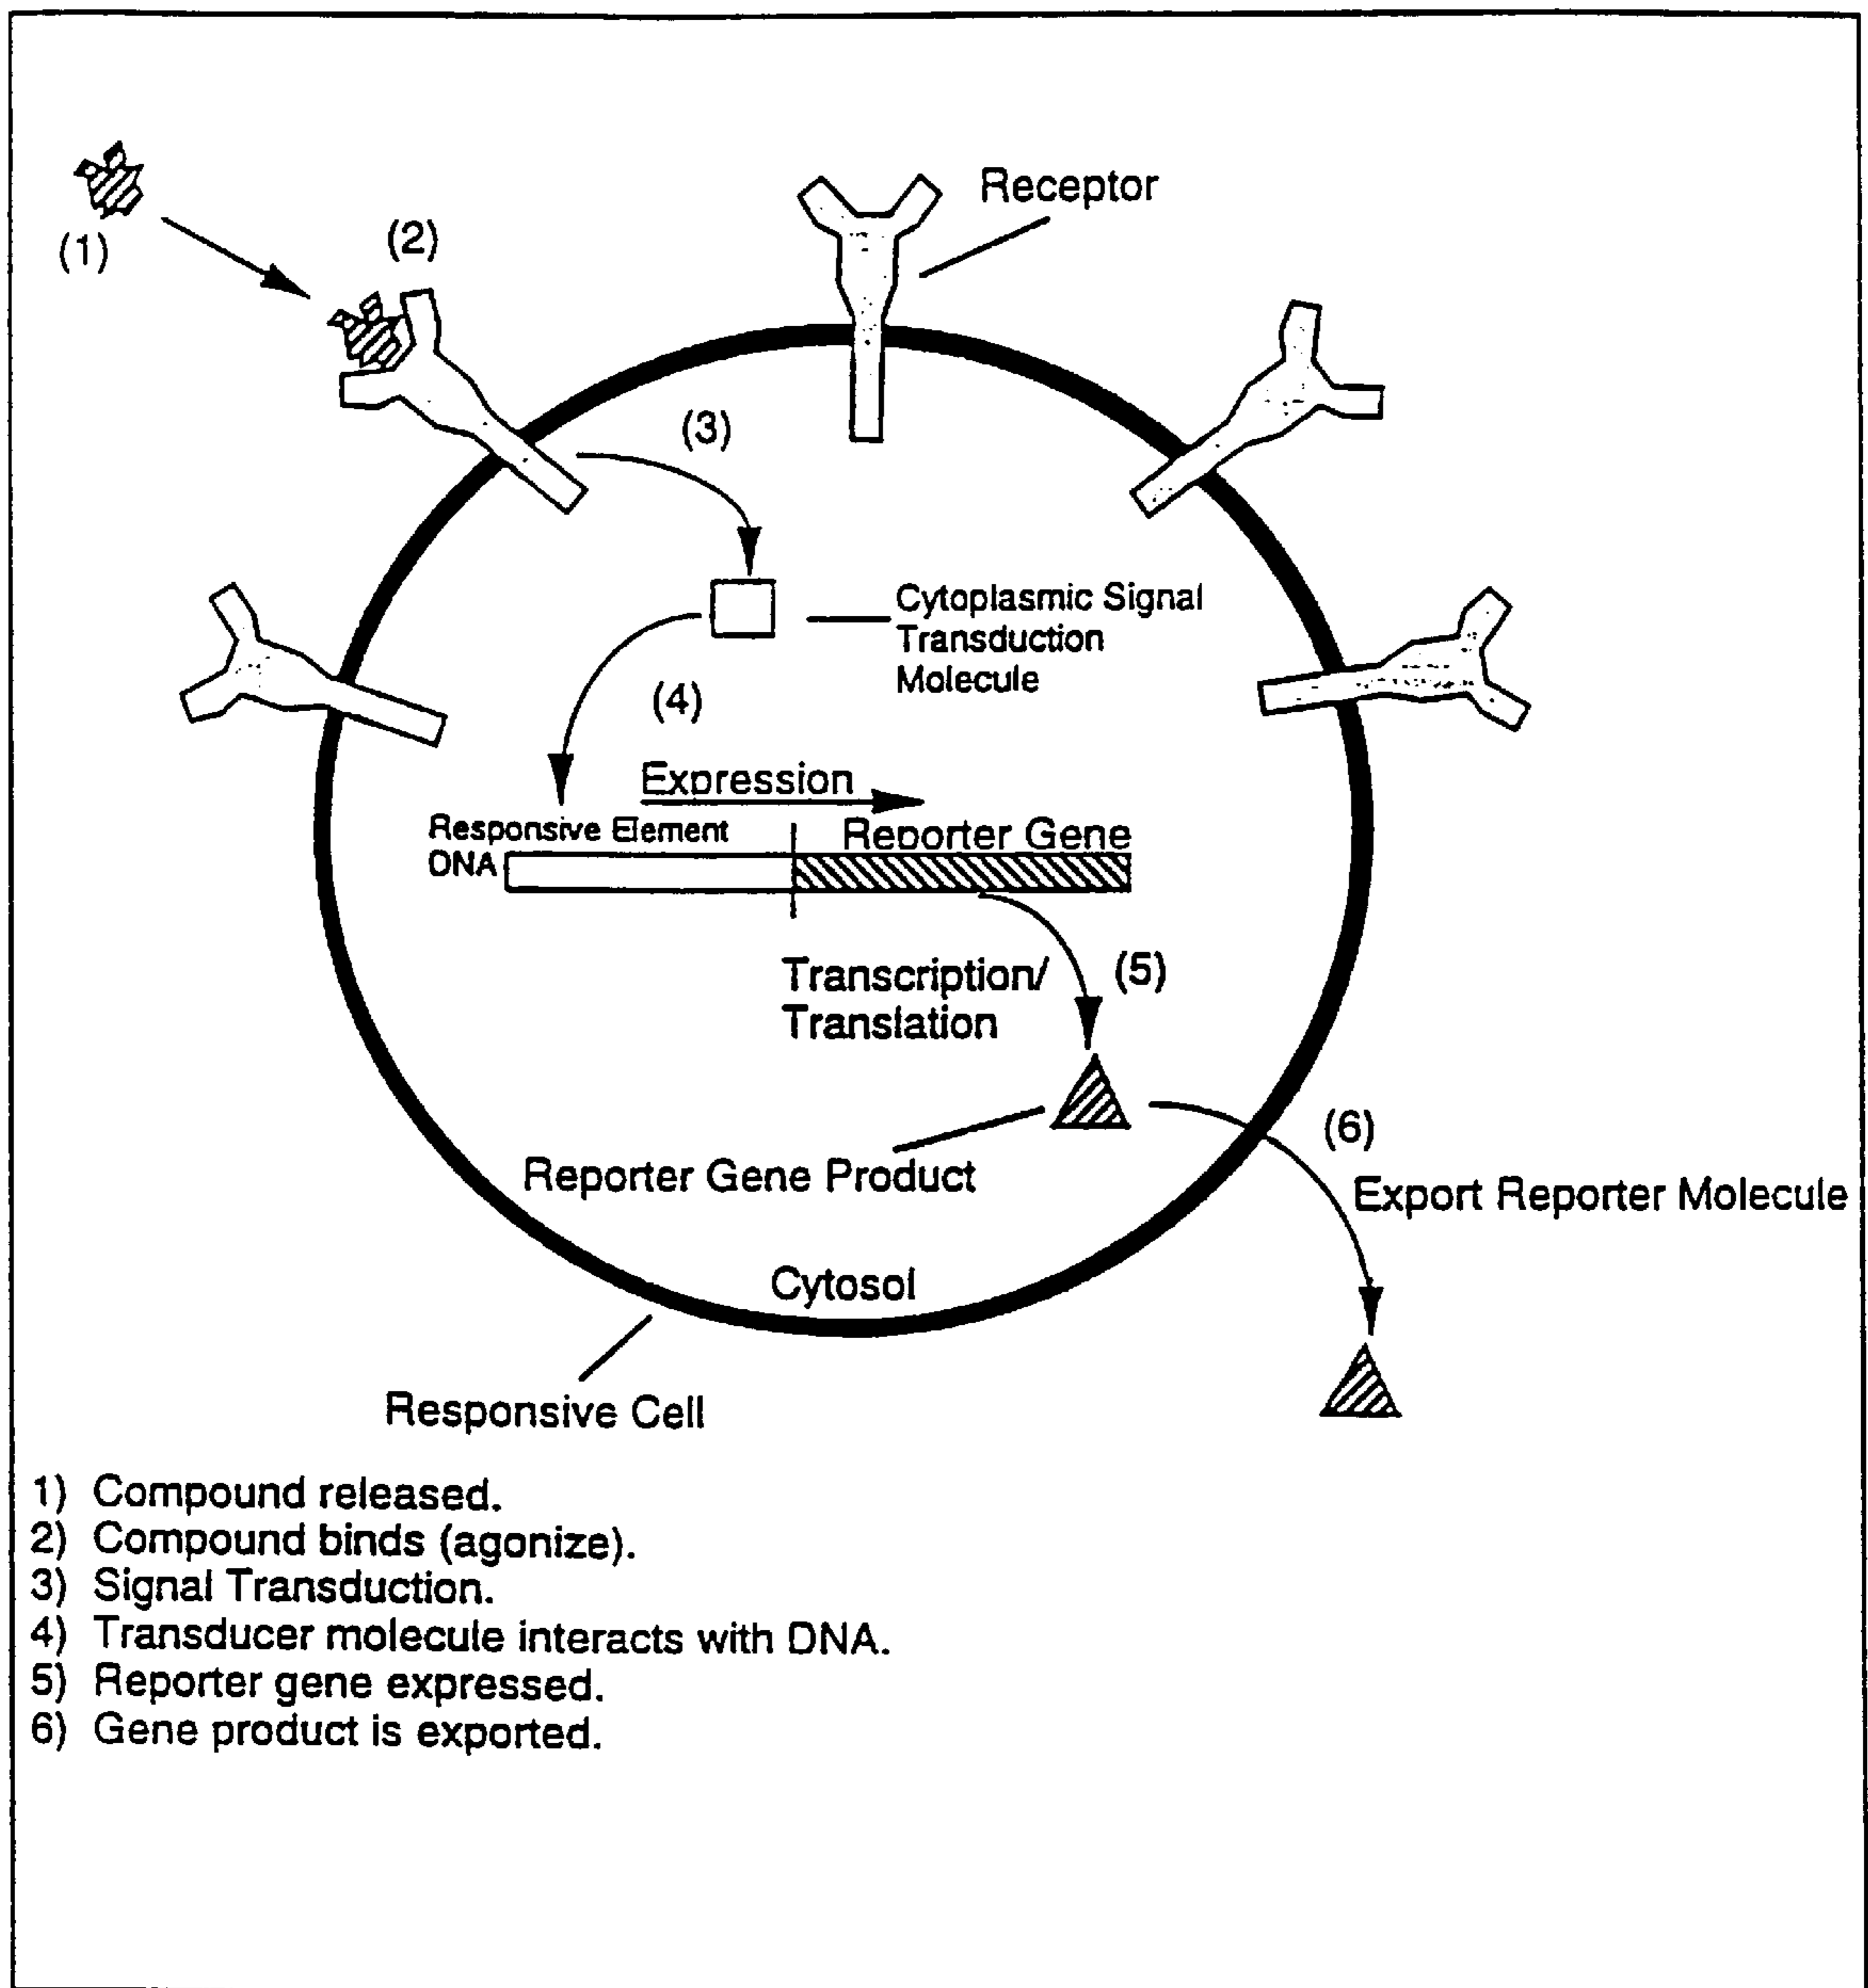 Receptor
(1)
(2)
(3)
Cytoplasmic Signal
Transduction
Molecule
(4)
Expression
Responsive Element
DNA
Reporter Gene
Transcription/
Translation
(5)
Reporter Gene Product
(6)
Export Reporter Molecule
Cytosol
Responsive Cell
1) Compound released.
2) Compound binds (agonize).
3) Signal Transduction.
4) Transducer molecule interacts with DNA.
5) Reporter gene expressed.
6) Gene product is exported.